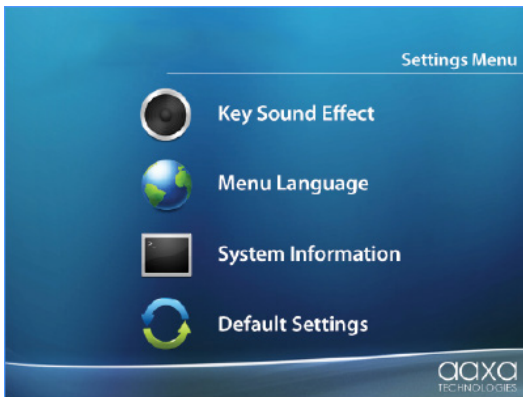 Settings Menu
Key Sound Effect
Menu Language
System Information
Default Settings
aaxa
TECHNOLOGIES